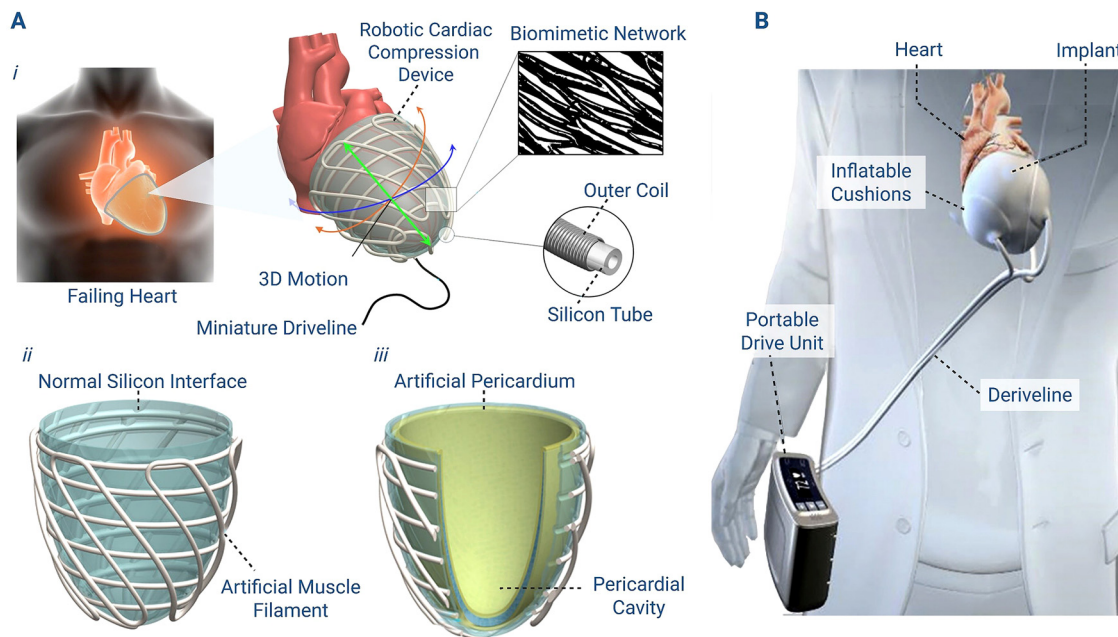 A
B
i
Robotic Cardiac
Compression
Device
Biomimetic Network
Heart
Implant
Inflatable
Cushions
Outer Coil
3D Motion
Silicon Tube
Failing Heart
Miniature Driveline
Portable
Drive Unit
ii
Normal Silicon Interface
iii
Artificial Pericardium
Deriveline
72
Artificial Muscle
Filament
Pericardial
Cavity